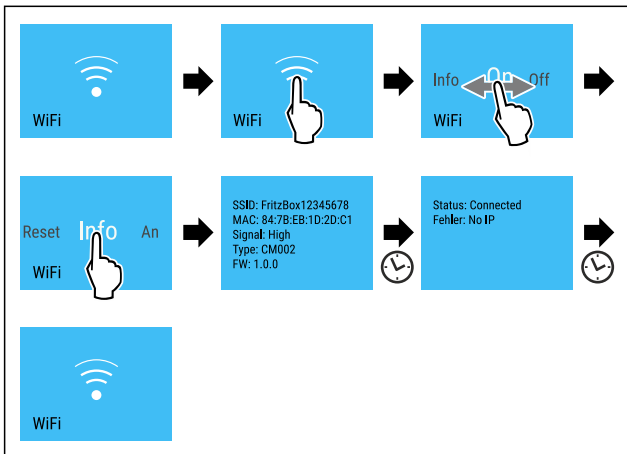 WiFi
WiFi
Info On Off
WiFi
Reset Info An
WiFi
SSID: FritzBox12345678
MAC: 84:7B:EB:1D:2D:C1
Signal: High
Type: CM002
FW: 1.0.0
Status: Connected
Fehler: No IP
WiFi